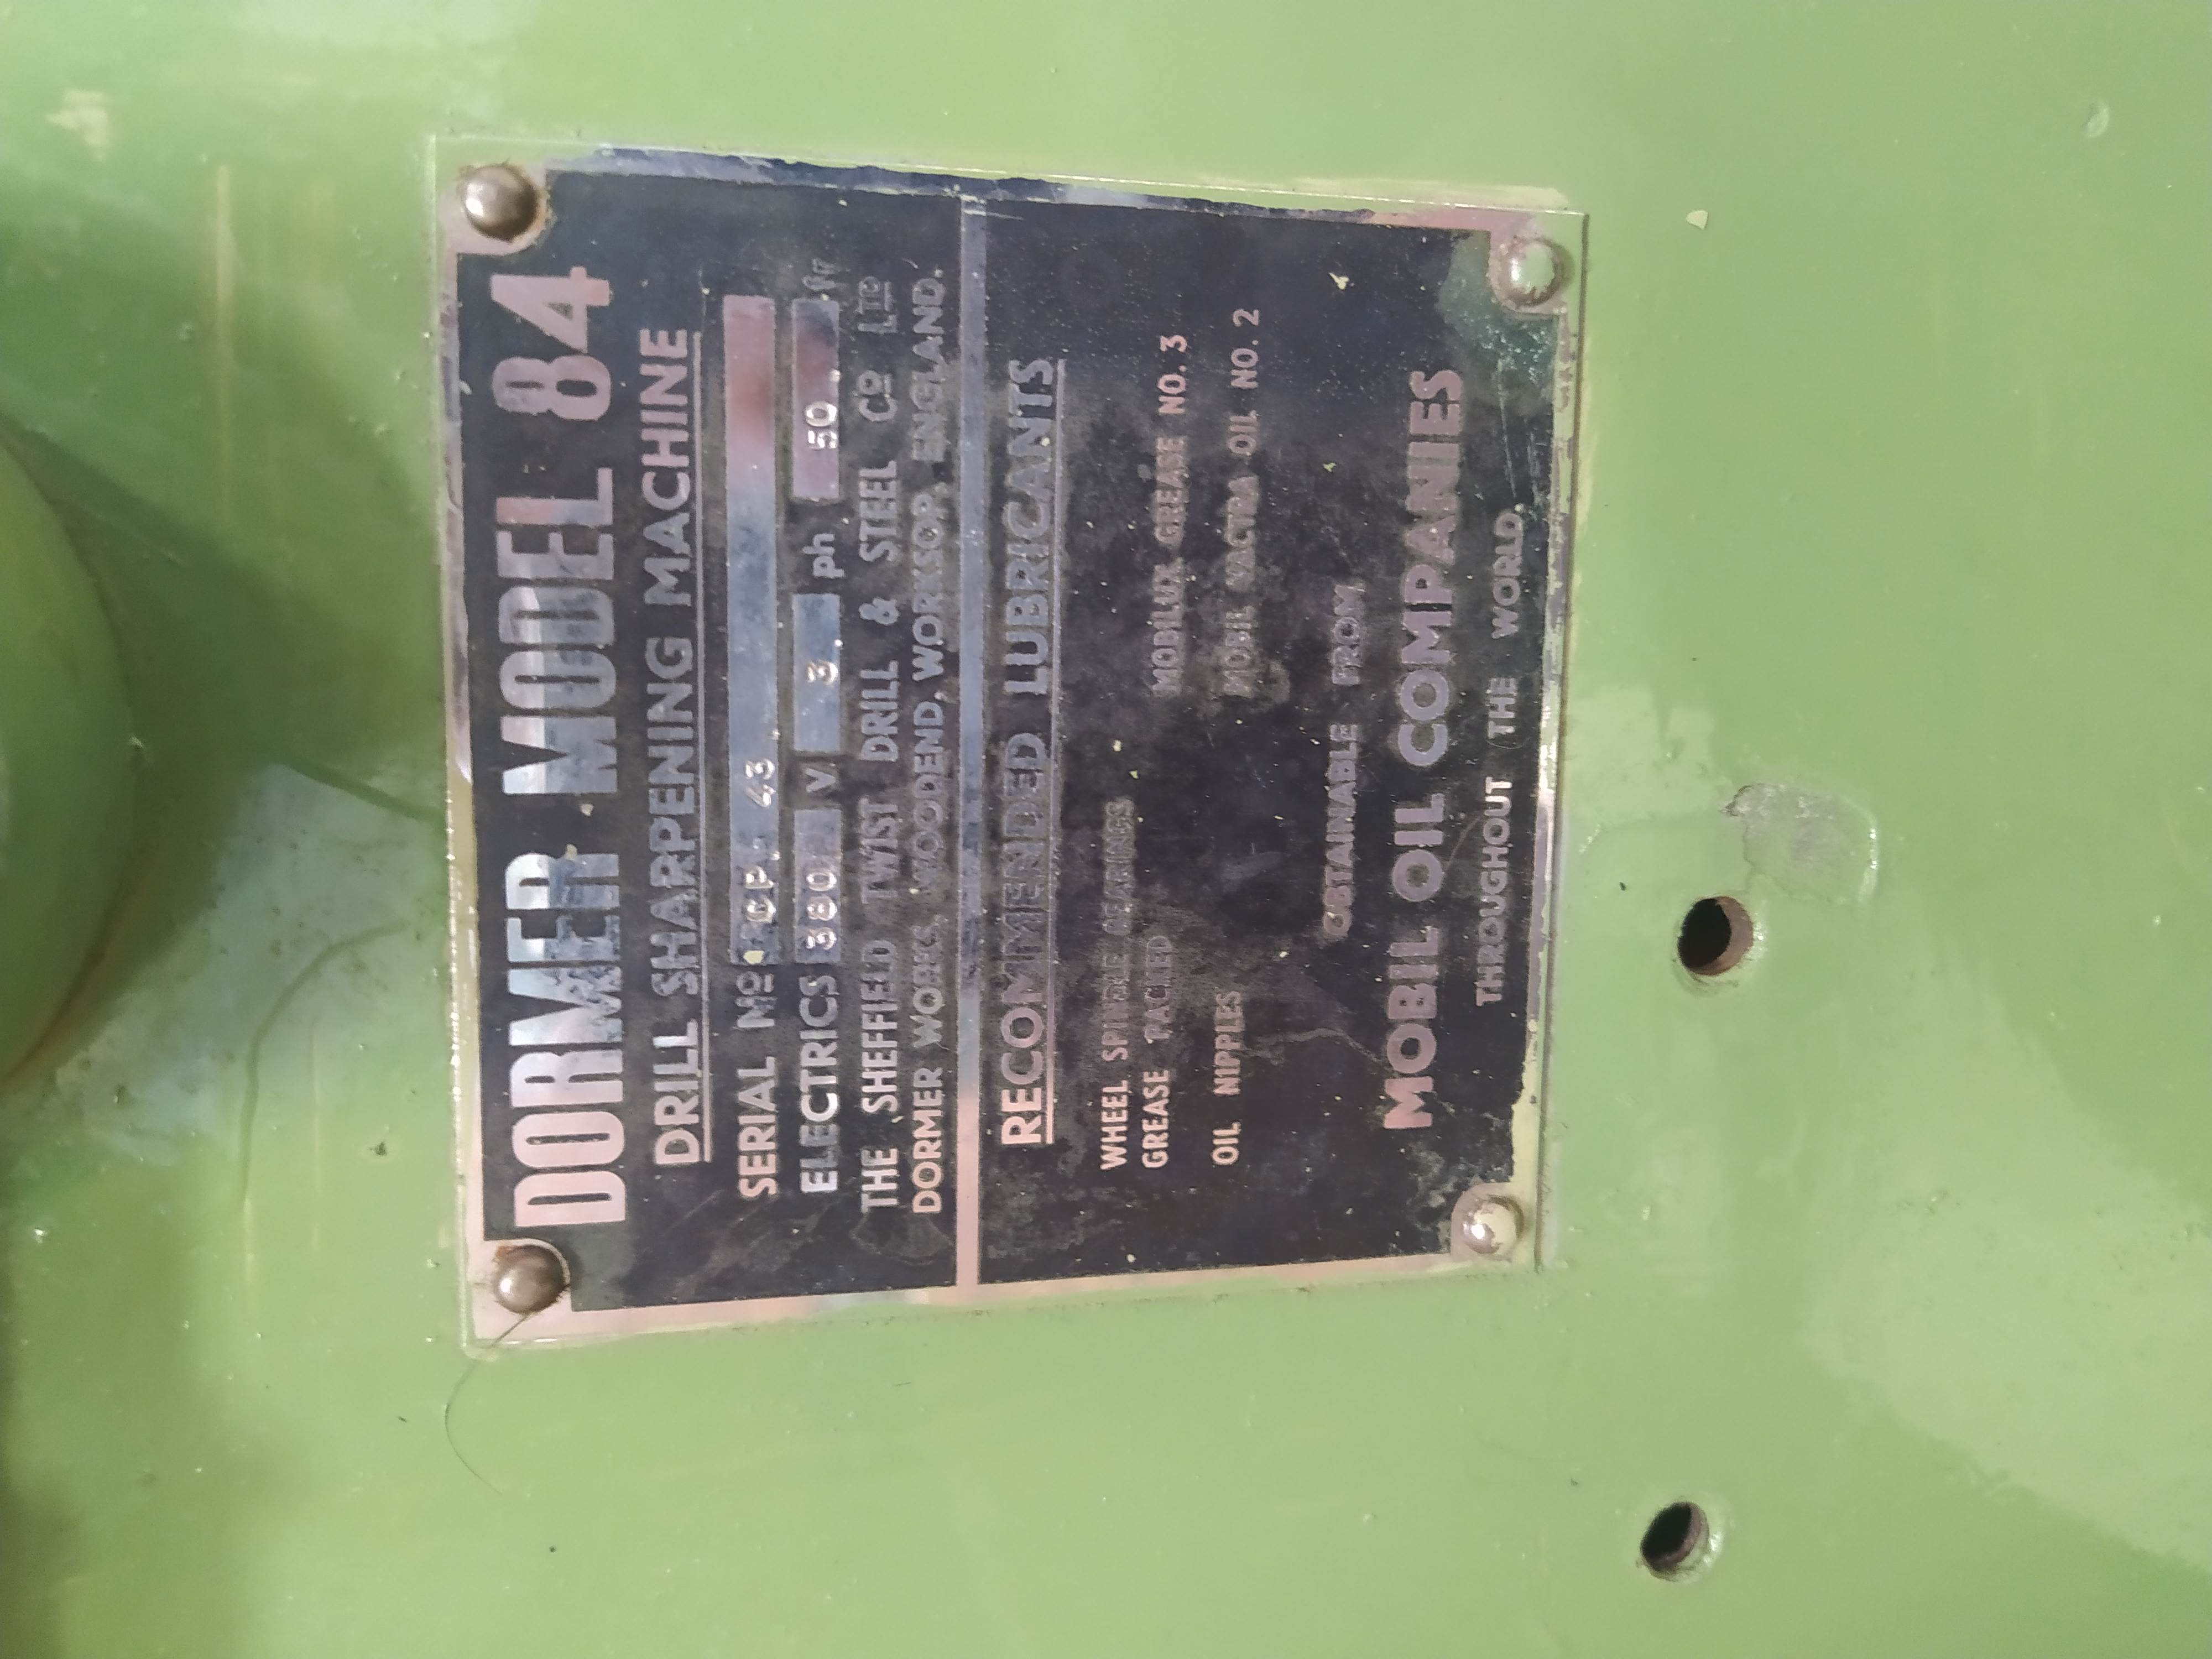 DORMER MODEL 84
DRILL SHARPENING MACHINE
SERIAL Nº 43
ELECTRICS 380 V 3 ph 50 fr
THE SHEFFIELD TWIST DRILL & STEEL Cº LTD
DORMER WORKS, WOODEND, WORKSOP, ENGLAND.
RECOMMENDED LUBRICANTS
WHEEL SPINDLE BEARINGS
GREASE PACKED MOBILUX GREASE NO. 3
OIL NIPPLES MOBIL VACTRA OIL NO. 2
OBTAINABLE FROM
MOBIL OIL COMPANIES
THROUGHOUT THE WORLD.